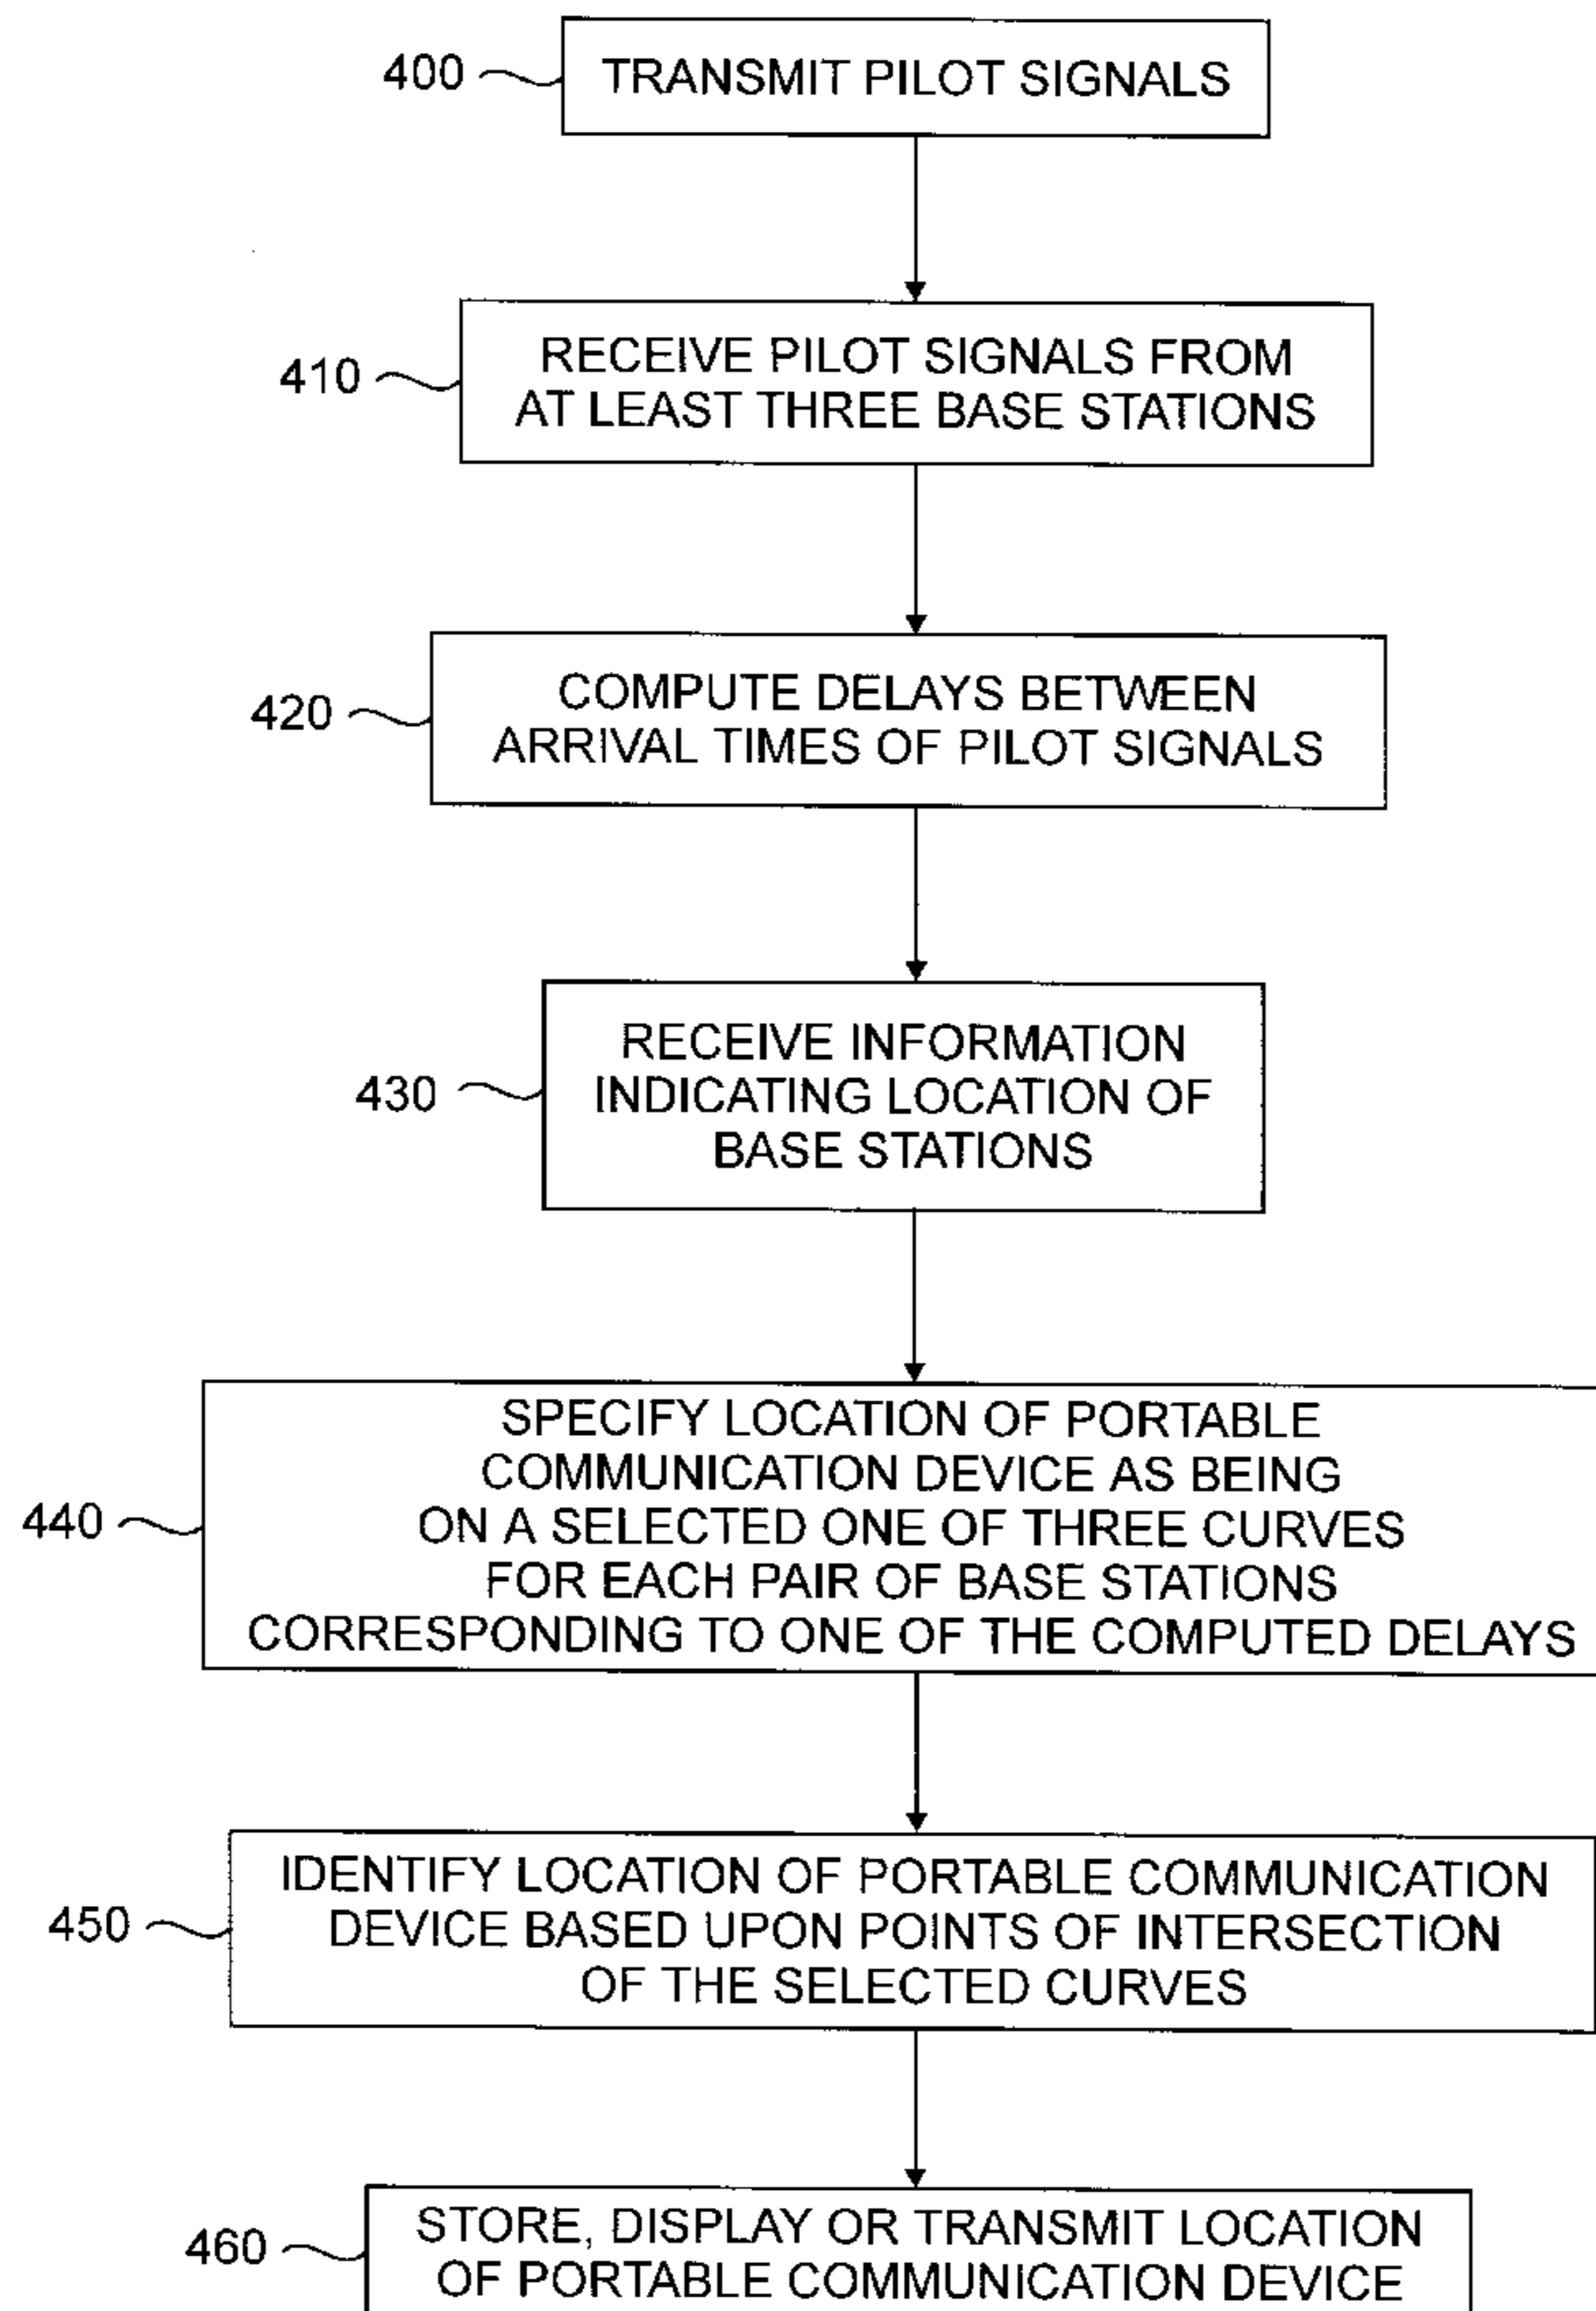 400
TRANSMIT PILOT SIGNALS
410
RECEIVE PILOT SIGNALS FROM
AT LEAST THREE BASE STATIONS
420
COMPUTE DELAYS BETWEEN
ARRIVAL TIMES OF PILOT SIGNALS
430
RECEIVE INFORMATION
INDICATING LOCATION OF
BASE STATIONS
440
SPECIFY LOCATION OF PORTABLE
COMMUNICATION DEVICE AS BEING
ON A SELECTED ONE OF THREE CURVES
FOR EACH PAIR OF BASE STATIONS
CORRESPONDING TO ONE OF THE COMPUTED DELAYS
450
IDENTIFY LOCATION OF PORTABLE COMMUNICATION
DEVICE BASED UPON POINTS OF INTERSECTION
OF THE SELECTED CURVES
460
STORE, DISPLAY OR TRANSMIT LOCATION
OF PORTABLE COMMUNICATION DEVICE